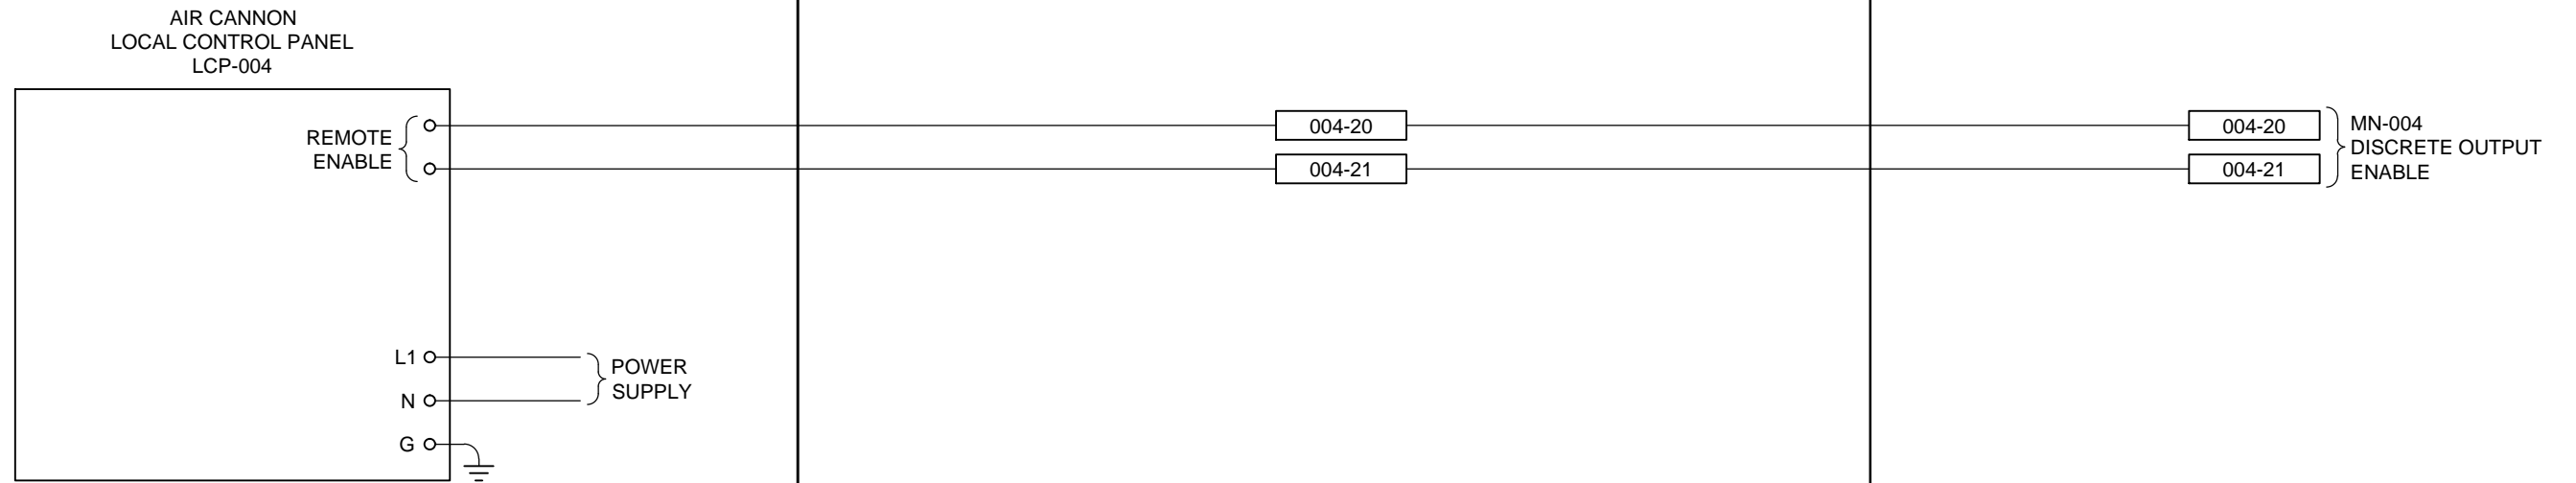 AIR CANNON
LOCAL CONTROL PANEL
LCP-004
REMOTE
ENABLE
004-20
004-21
004-20
004-21
MN-004
DISCRETE OUTPUT
ENABLE
L1
N
G
POWER
SUPPLY